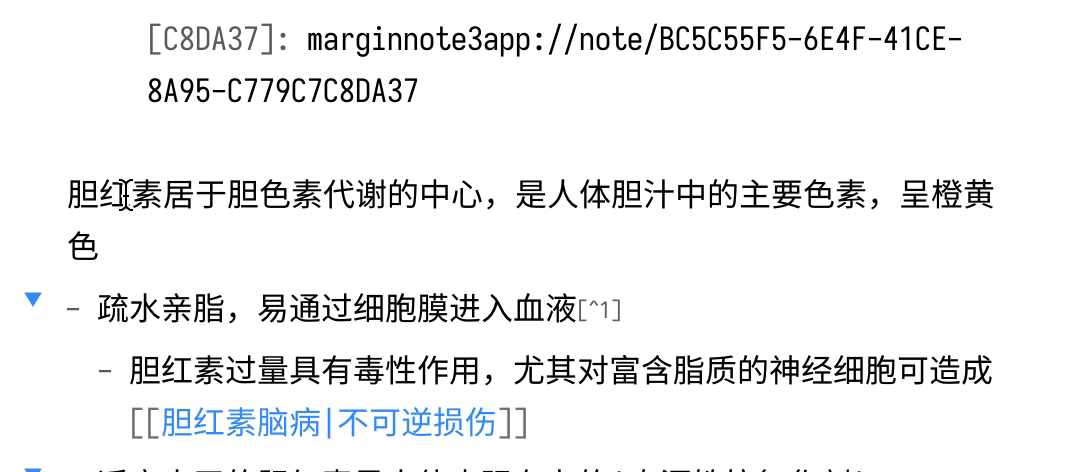 [C8DA37]: marginnote3app://note/BC5C55F5-6E4F-41CE-
8A95-C779C7C8DA37
胆红素居于胆色素代谢的中心，是人体胆汁中的主要色素，呈橙黄
色
- 疏水亲脂，易通过细胞膜进入血液[^1]
- 胆红素过量具有毒性作用，尤其对富含脂质的神经细胞可造成
[[胆红素脑病|不可逆损伤]]